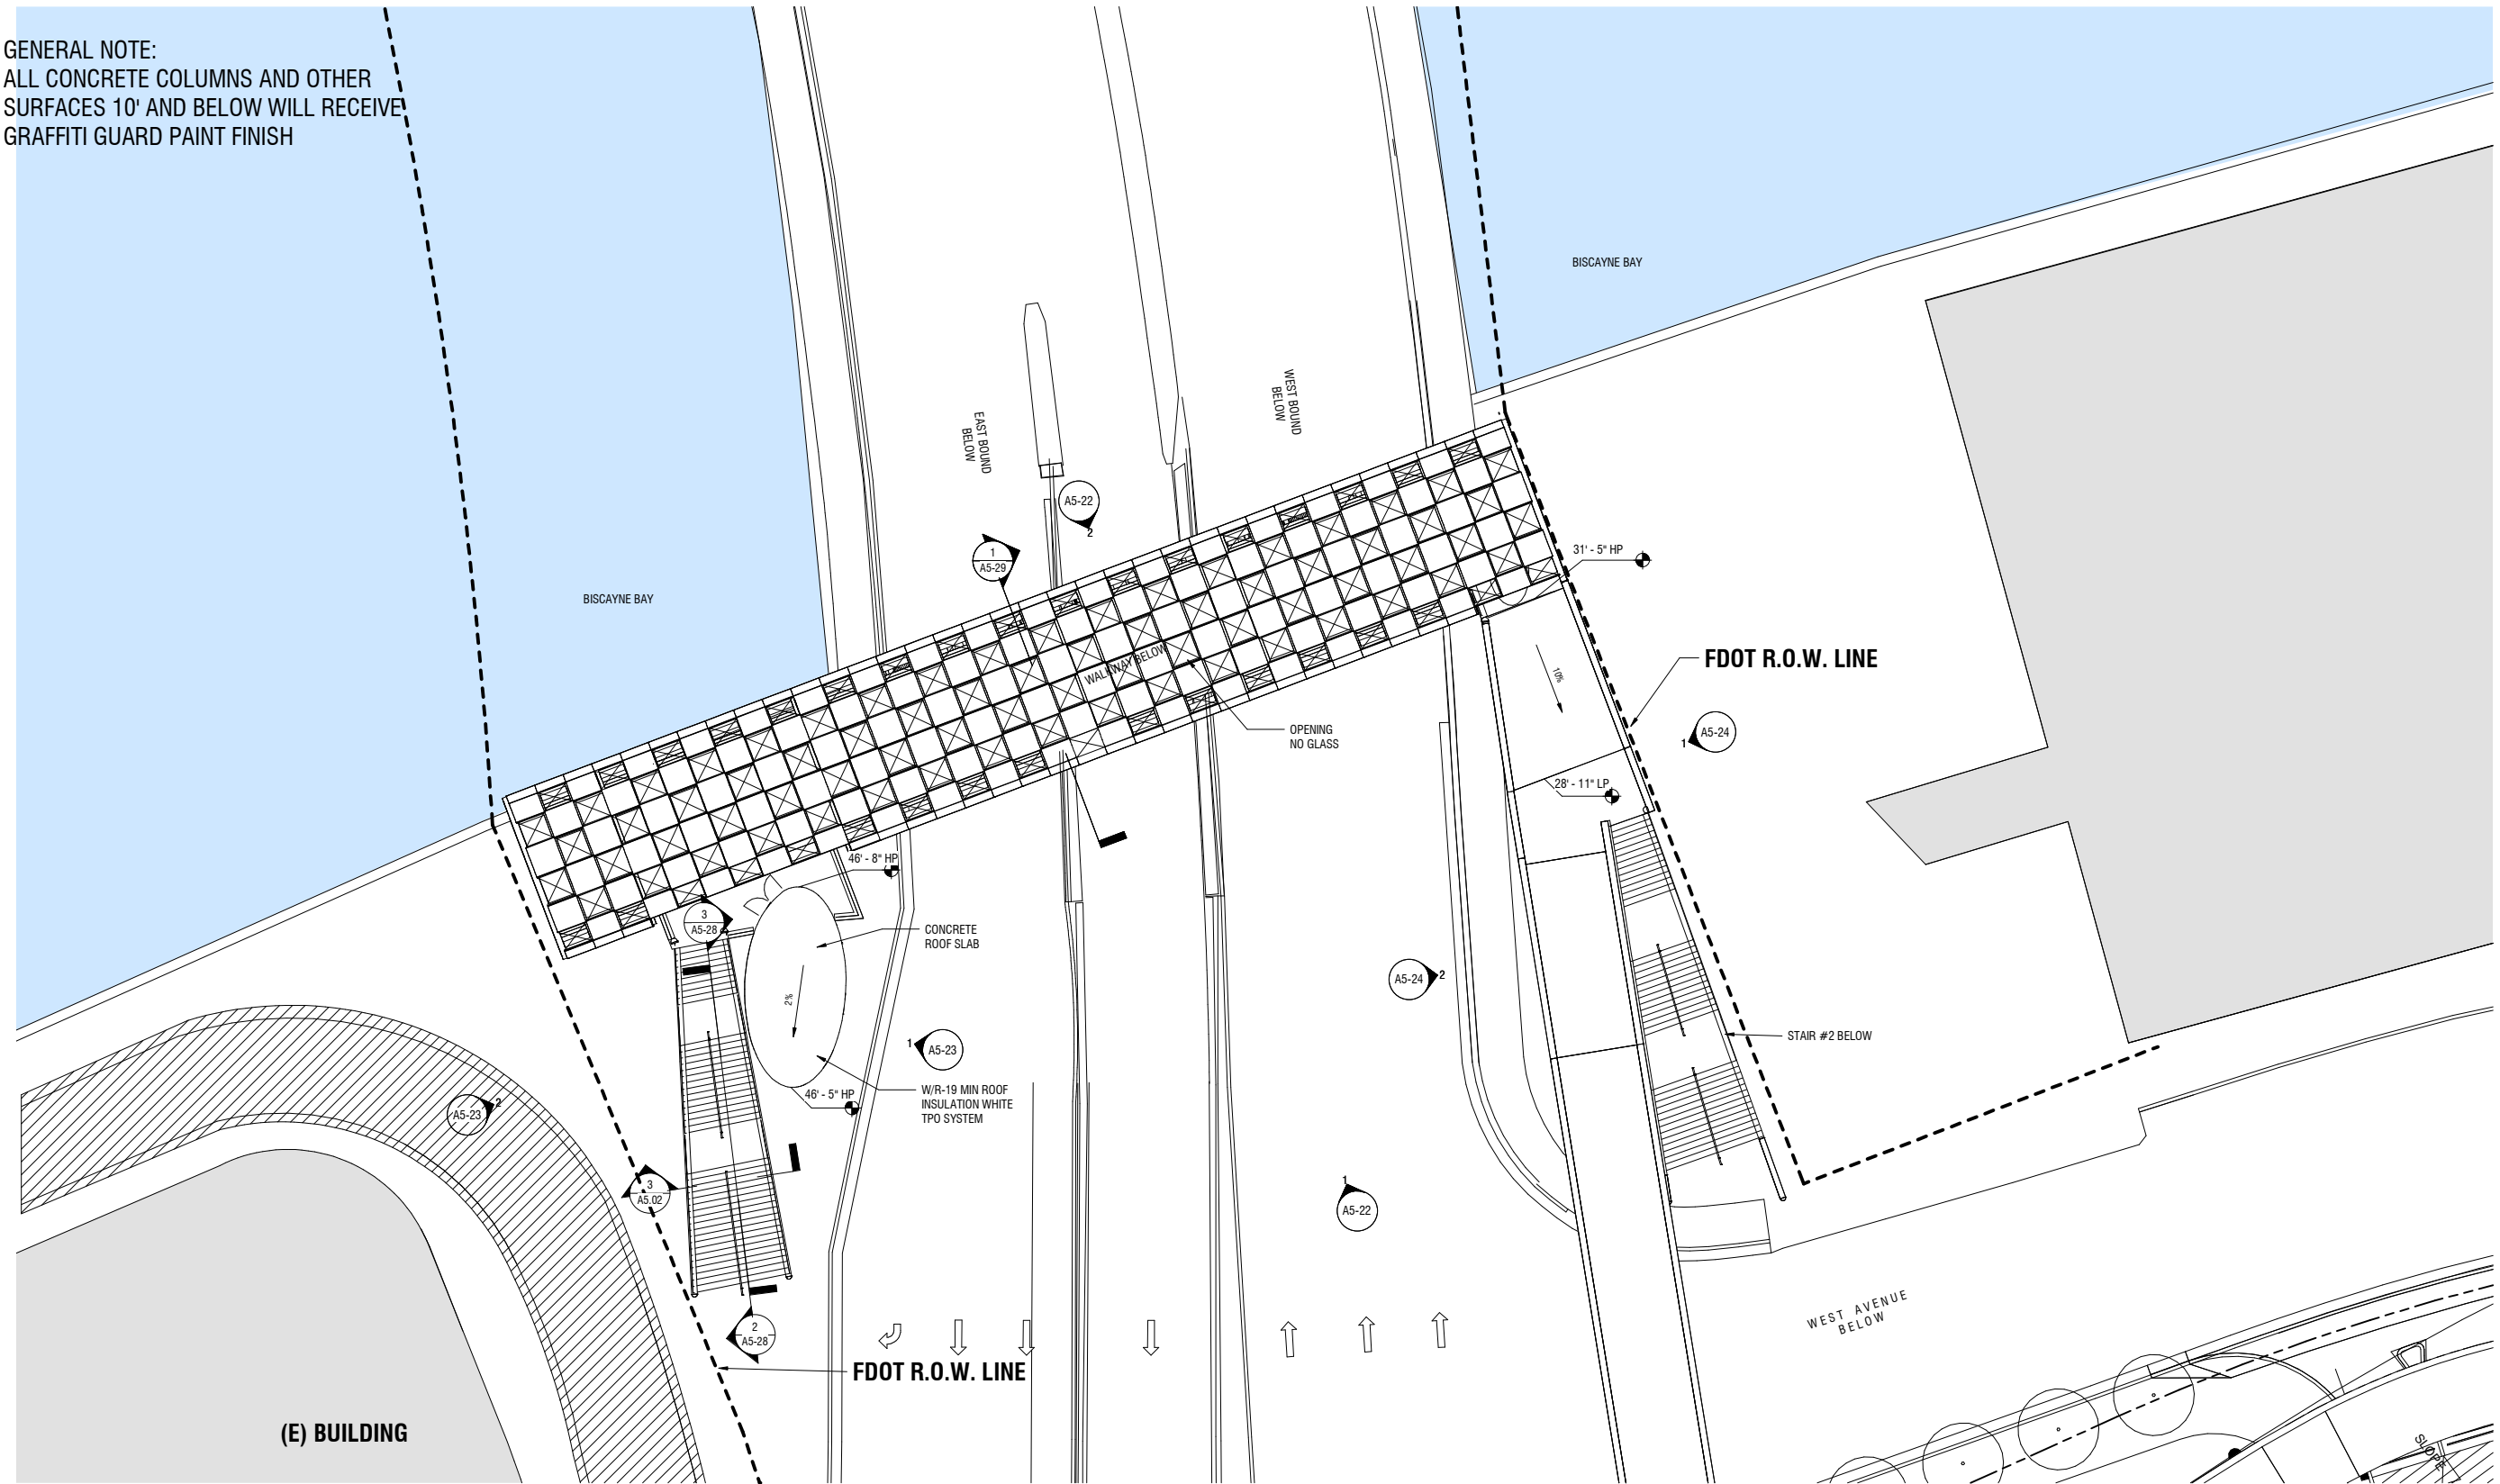 GENERAL NOTE:
ALL CONCRETE COLUMNS AND OTHER
SURFACES 10' AND BELOW WILL RECEIVE
GRAFFITI GUARD PAINT FINISH
BISCAYNE BAY
WEST BOUND
BELOW
EAST BOUND
BELOW
A5-22
2
1
A5-29
31' - 5" HP
BISCAYNE BAY
WALKWAY BELOW
FDOT R.O.W. LINE
10%
OPENING
NO GLASS
A5-24
1
28' - 11" LP
46' - 8" HP
3
A5-28
CONCRETE
ROOF SLAB
A5-24
2
2%
STAIR #2 BELOW
1
A5-23
46' - 5" HP
W/R-19 MIN ROOF
INSULATION WHITE
TPO SYSTEM
A5-23
2
3
A5.02
1
A5-22
2
A5-28
WEST AVENUE
BELOW
FDOT R.O.W. LINE
(E) BUILDING
SLOPE